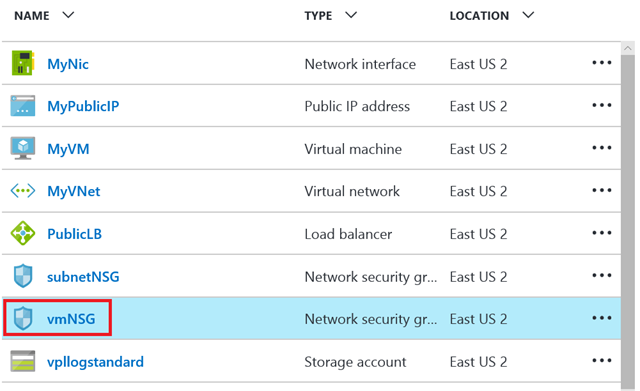 NAME TYPE LOCATION
MyNic Network interface East US 2 •••
MyPublicIP Public IP address East US 2 •••
MyVM Virtual machine East US 2 •••
MyVNet Virtual network East US 2 •••
PublicLB Load balancer East US 2 •••
subnetNSG Network security gr... East US 2 •••
vmNSG Network security gr... East US 2 •••
vpllogstandard Storage account East US 2 •••